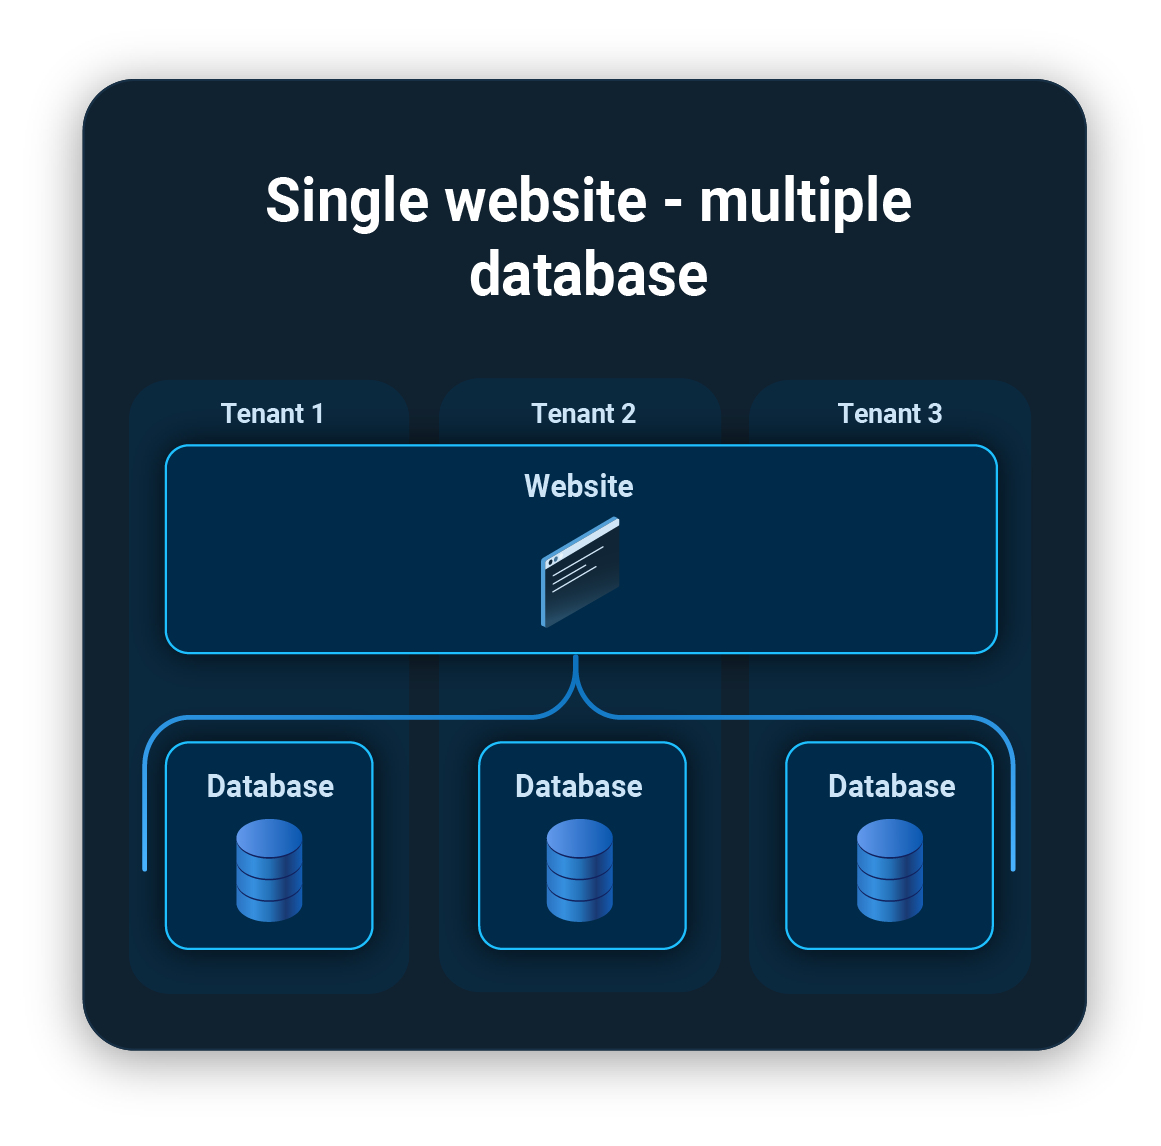 Single website - multiple
database
Tenant 1
Tenant 2
Tenant 3
Website
Database
Database
Database